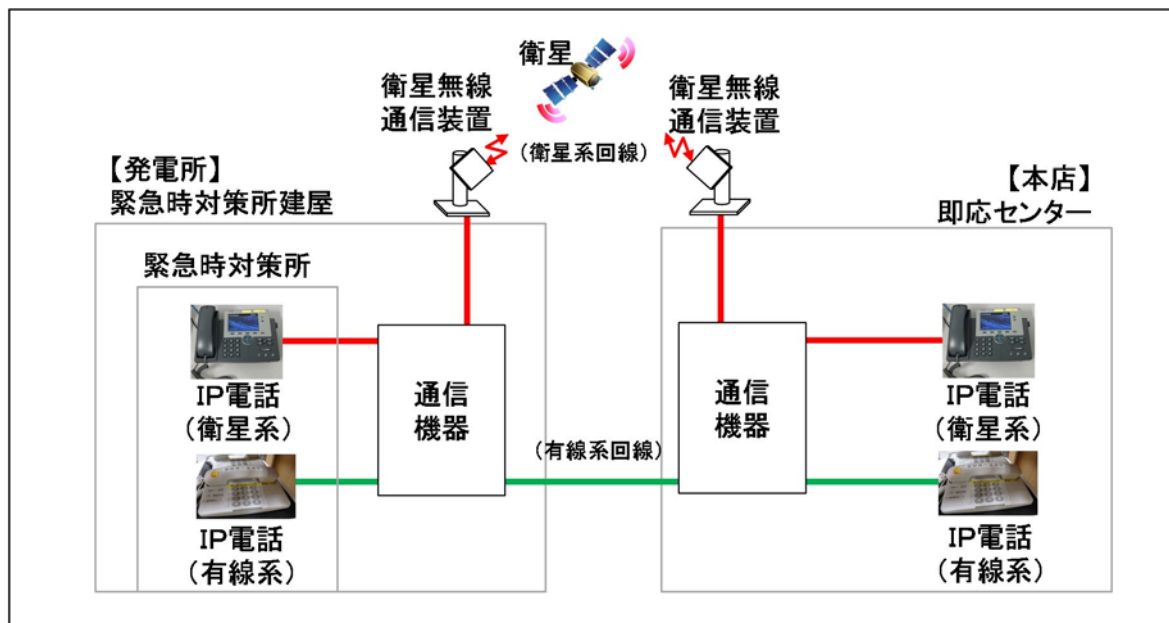 衛星
衛星無線
通信装置
衛星無線
通信装置
(衛星系回線)
【発電所】
緊急時対策所建屋
【本店】
即応センター
緊急時対策所
IP電話
(衛星系)
通信
機器
通信
機器
IP電話
(衛星系)
(有線系回線)
IP電話
(有線系)
IP電話
(有線系)